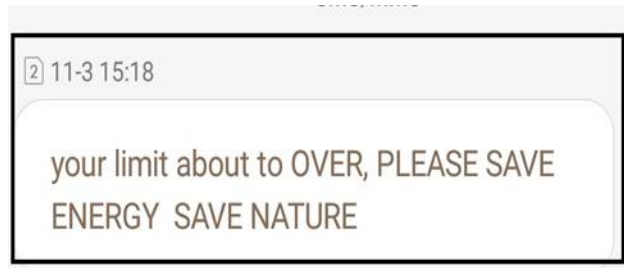 2 11-3 15:18
your limit about to OVER, PLEASE SAVE
ENERGY SAVE NATURE